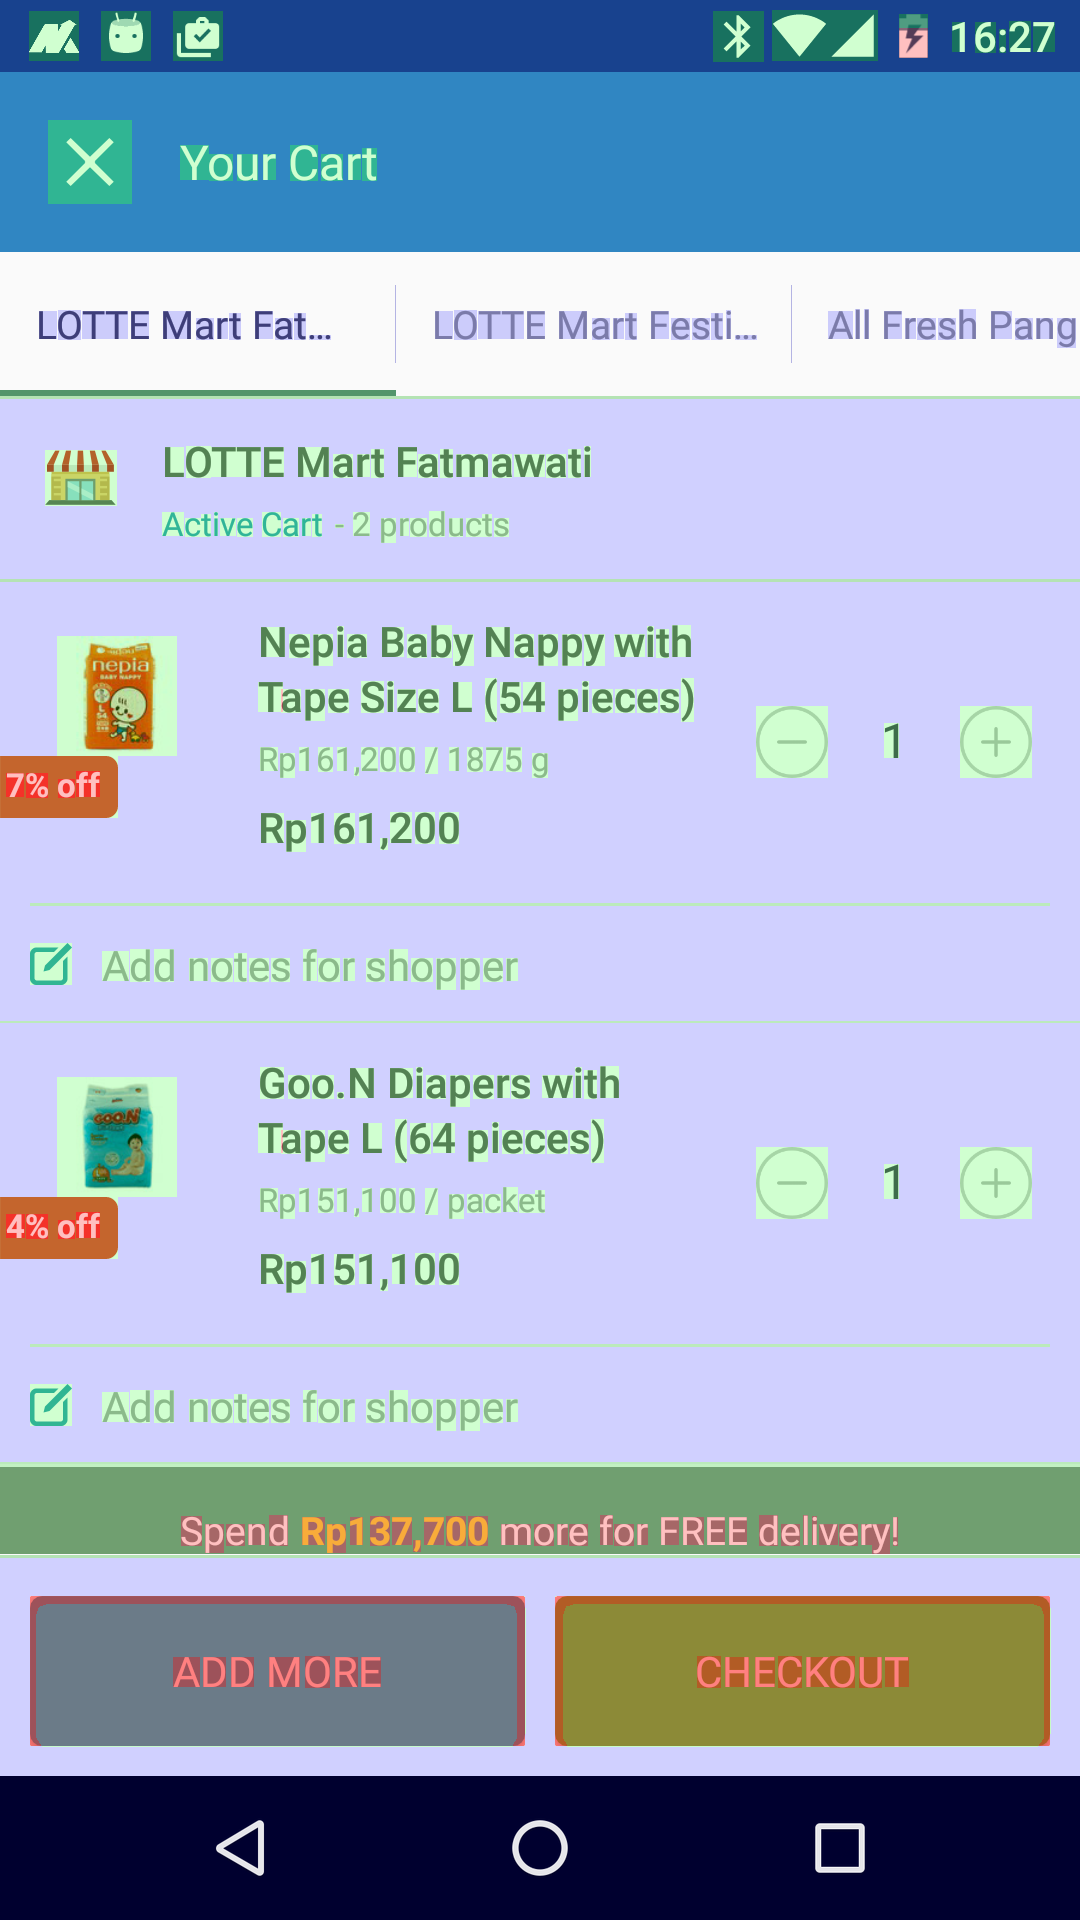 16:27
Your Cart
LOTTE Mart Fat...
LOTTE Mart Festi...
All Fresh Pang
LOTTE Mart Fatmawati
Active Cart - 2 products
nepia
BABY NAPPY
Nepia Baby Nappy with
Tape Size L (54 pieces)
Rp161,200 / 1875 g
1
7% off
Rp161,200
Add notes for shopper
GOO.N
Goo.N Diapers with
Tape L (64 pieces)
Rp151,100 / packet
1
4% off
Rp151,100
Add notes for shopper
Spend Rp137,700 more for FREE delivery!
ADD MORE
CHECKOUT